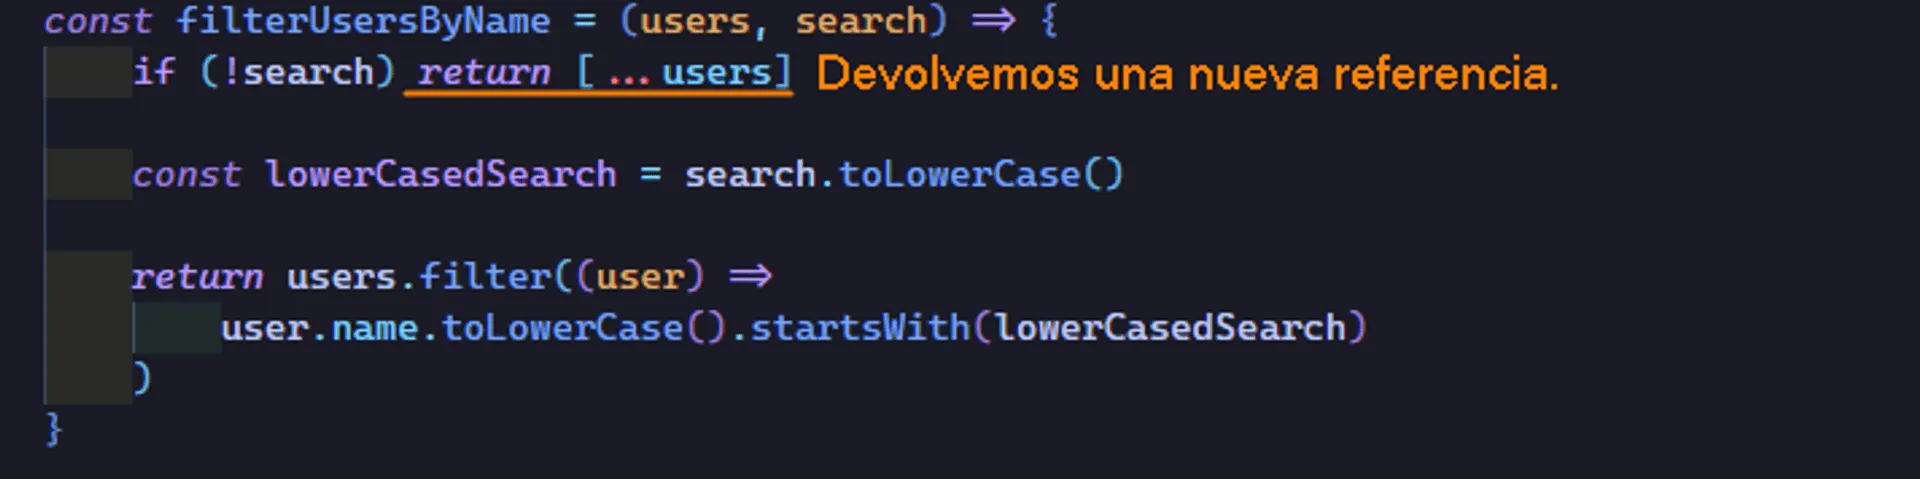 const filterUsersByName = (users, search) => {
if (!search) return [...users] Devolvemos una nueva referencia.
const lowerCasedSearch = search.toLowerCase()
return users.filter((user) =>
user.name.toLowerCase().startsWith(lowerCasedSearch)
)
}